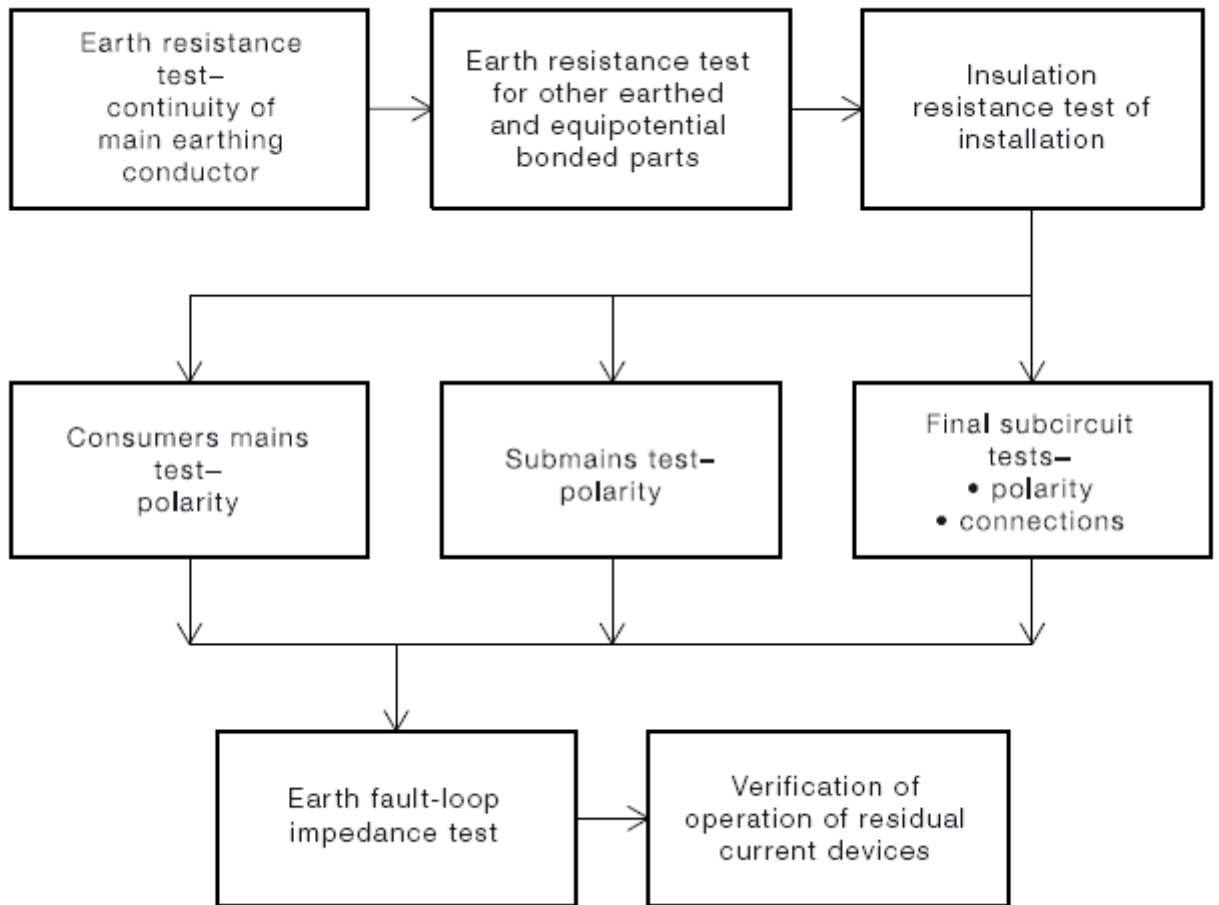 Earth resistance
test–
continuity of
main earthing
conductor
Earth resistance test
for other earthed
and equipotential
bonded parts
Insulation
resistance test of
installation
Consumers mains
test–
polarity
Submains test–
polarity
Final subcircuit
tests–
• polarity
• connections
Earth fault-loop
impedance test
Verification of
operation of residual
current devices